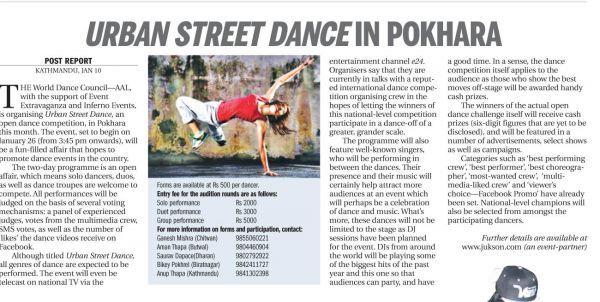 URBAN STREET DANCE IN POKHARA
POST REPORT
KATHMANDU, JAN 10
THE World Dance Council—AAL,
with the support of Event
Extravaganza and Inferno Events,
is organising Urban Street Dance, an
open dance competition, in Pokhara
this month. The event, set to begin on
January 26 (from 3:45 pm onwards), will
be a fun-filled affair that hopes to
promote dance events in the country.
The two-day programme is an open
affair, which means solo dancers, duos,
as well as dance troupes are welcome to
compete. All performances will be
judged on the basis of several voting
mechanisms: a panel of experienced
judges, votes from the multimedia crew,
SMS votes, as well as the number of
'likes' the dance videos receive on
Facebook.
Although titled Urban Street Dance,
all genres of dance are expected to be
performed. The event will even be
telecast on national TV via the
Forms are available at Rs 500 per dancer.
Entry fee for the audition rounds are as follows:
Solo performance Rs 2000
Duet performance Rs 3000
Group performance Rs 5000
For more information on forms and participation, contact:
Ganesh Mishra (Chitwan) 9855060221
Aman Thapa (Butwal) 9804460904
Saurav Dapace(Dharan) 9802792022
Bikey Pokhrel (Biratnagar) 9842411727
Anup Thapa (Kathmandu) 9841302398
entertainment channel e24.
Organisers say that they are
currently in talks with a reput-
ed international dance compe-
tition organising crew in the
hopes of letting the winners of
this national-level competition
participate in a dance-off of a
greater, grander scale.
The programme will also
feature well-known singers,
who will be performing in
between the dances. Their
presence and their music will
certainly help attract more
audiences at an event which
will perhaps be a celebration
of dance and music. What's
more, these dances will not be
limited to the stage as DJ
sessions have been planned
for the event. DJs from around
the world will be playing some
of the biggest hits of the past
year and this one so that
audiences can party, and have
a good time. In a sense, the dance
competition itself applies to the
audience as those who show the best
moves off-stage will be awarded handy
cash prizes.
The winners of the actual open
dance challenge itself will receive cash
prizes (six-digit figures that are yet to be
disclosed), and will be featured in a
number of advertisements, select shows
as well as campaigns.
Categories such as 'best performing
crew', 'best performer', 'best choreogra-
pher', 'most-wanted crew', 'multi-
media-liked crew' and 'viewer's
choice—Facebook Promo' have already
been set. National-level champions will
also be selected from amongst the
participating dancers.
Further details are available at
www.jukson.com (an event-partner)